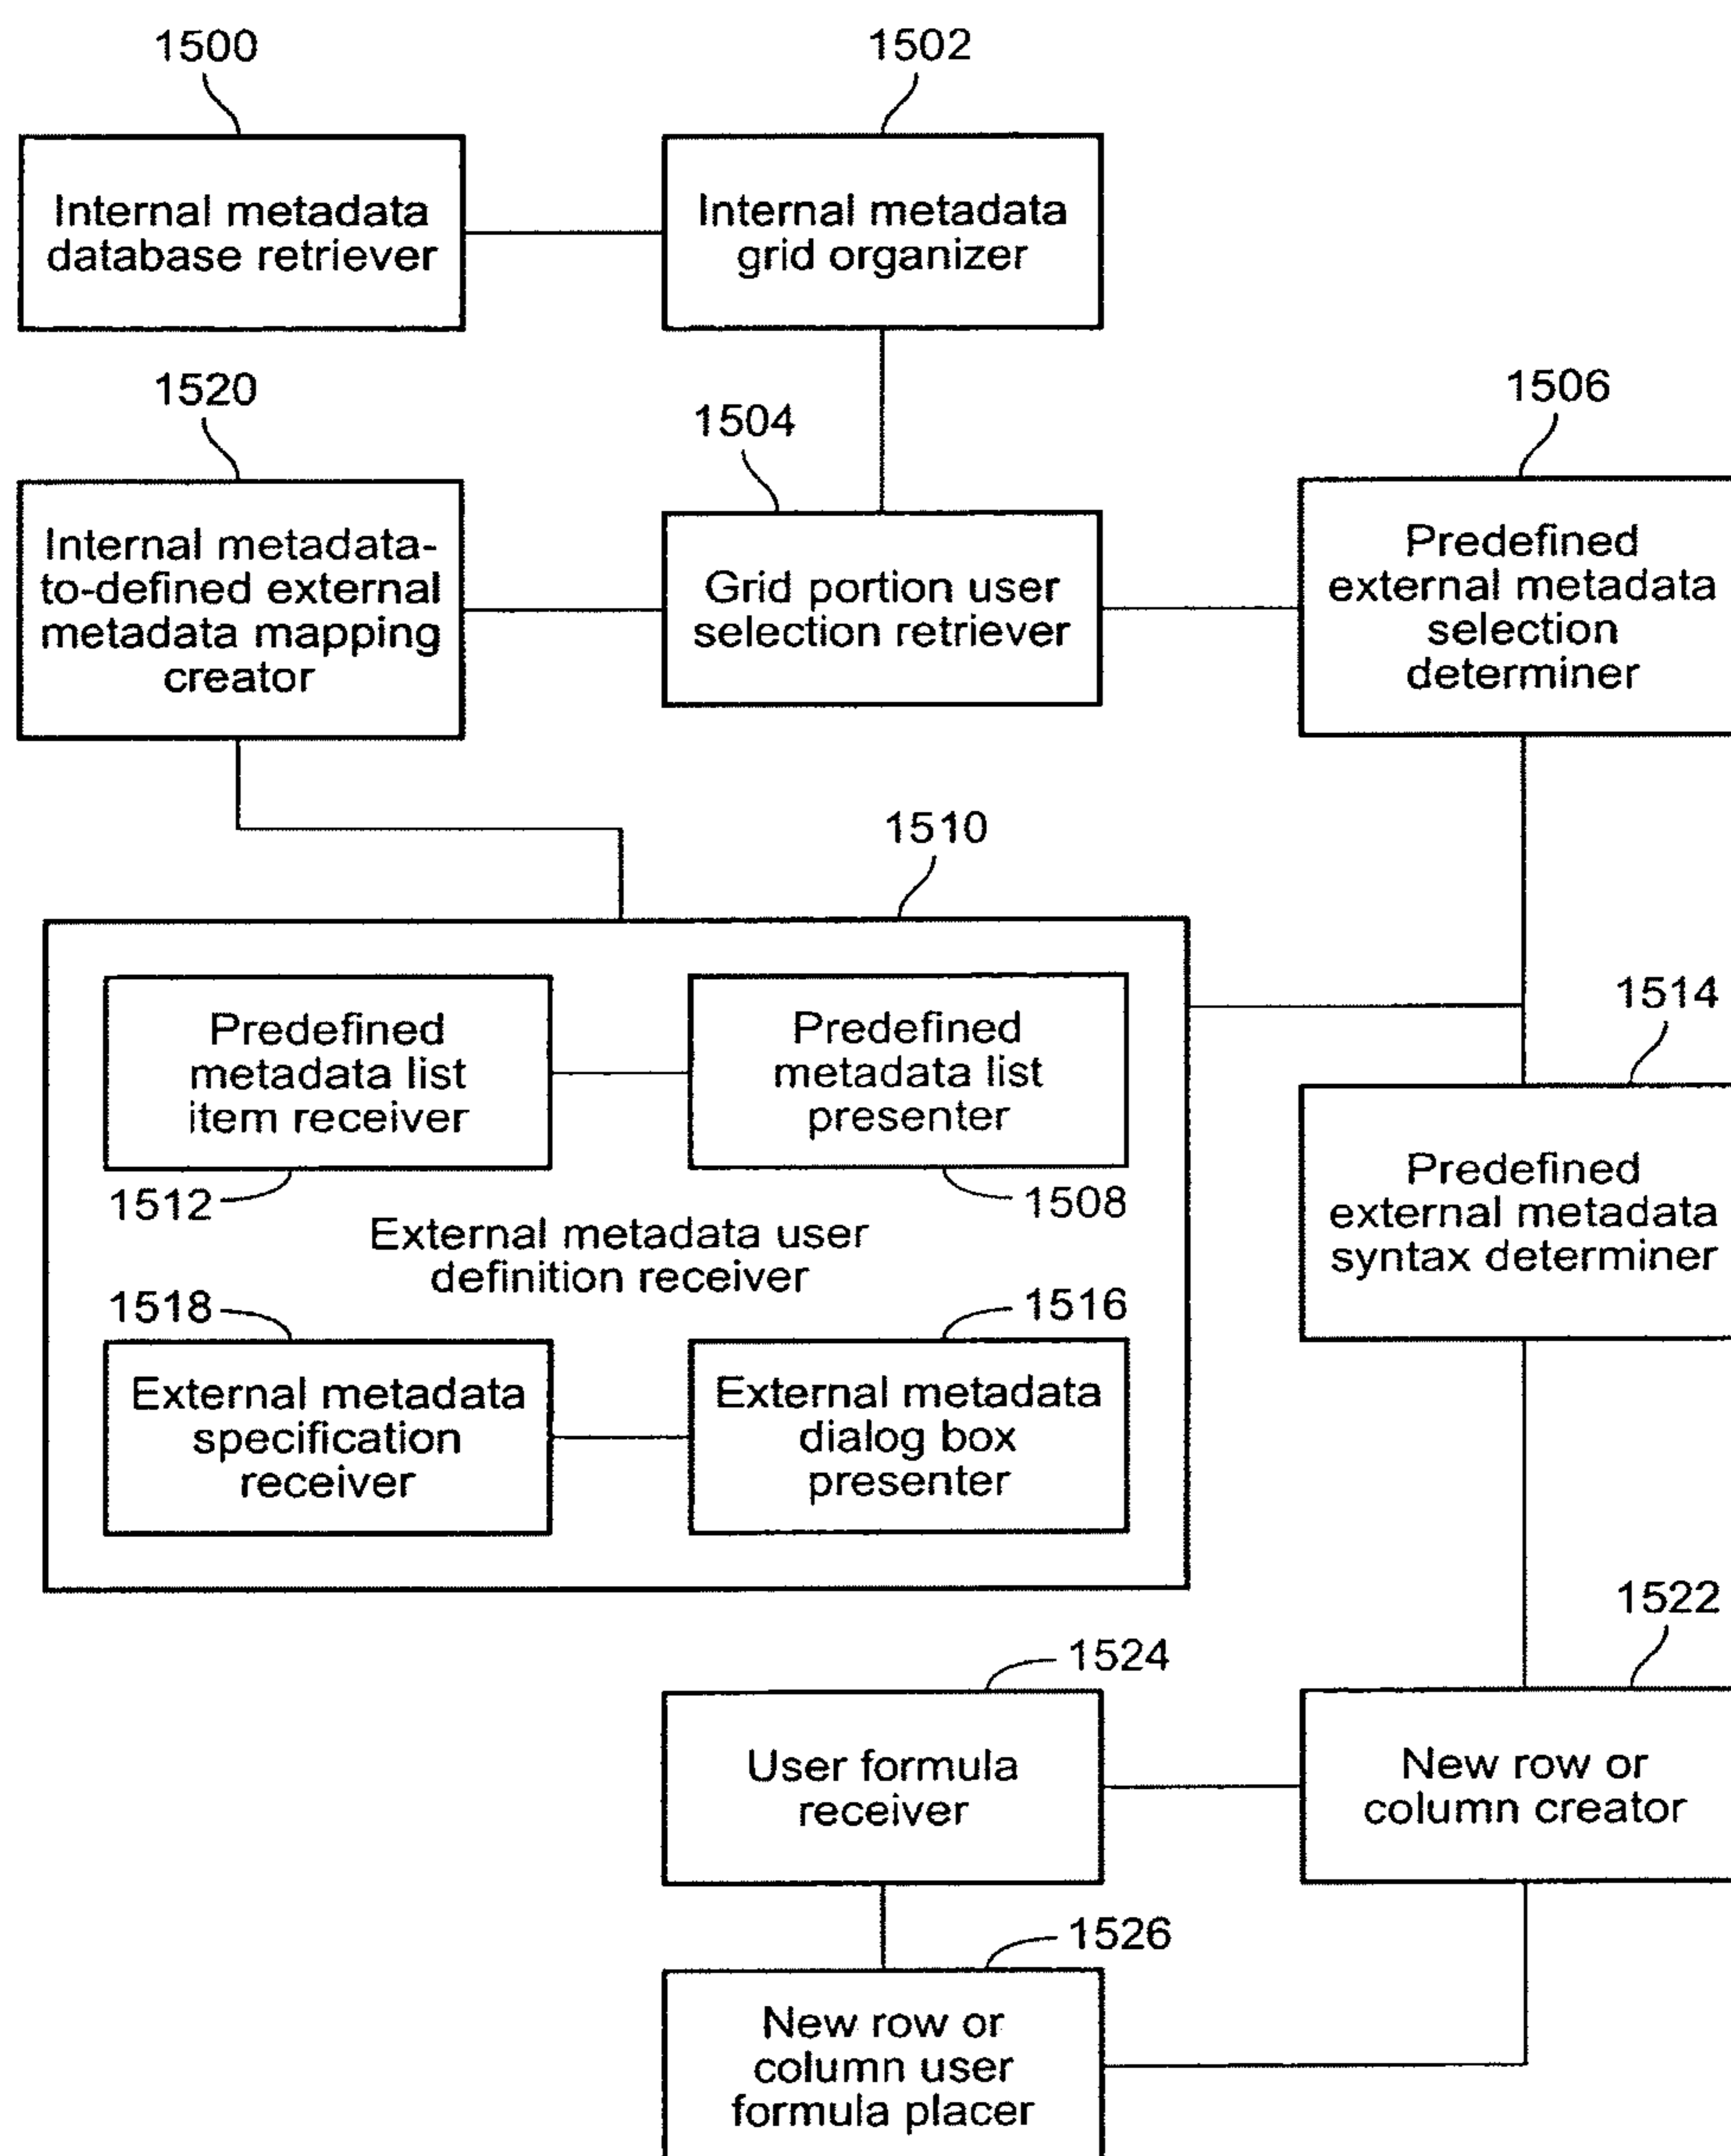 1500
1502
Internal metadata
database retriever
Internal metadata
grid organizer
1520
1504
1506
Internal metadata-
to-defined external
metadata mapping
creator
Grid portion user
selection retriever
Predefined
external metadata
selection
determiner
1510
1514
Predefined
metadata list
item receiver
Predefined
metadata list
presenter
1512
1508
External metadata user
definition receiver
Predefined
external metadata
syntax determiner
1518
1516
External metadata
specification
receiver
External metadata
dialog box
presenter
1522
1524
User formula
receiver
New row or
column creator
1526
New row or
column user
formula placer